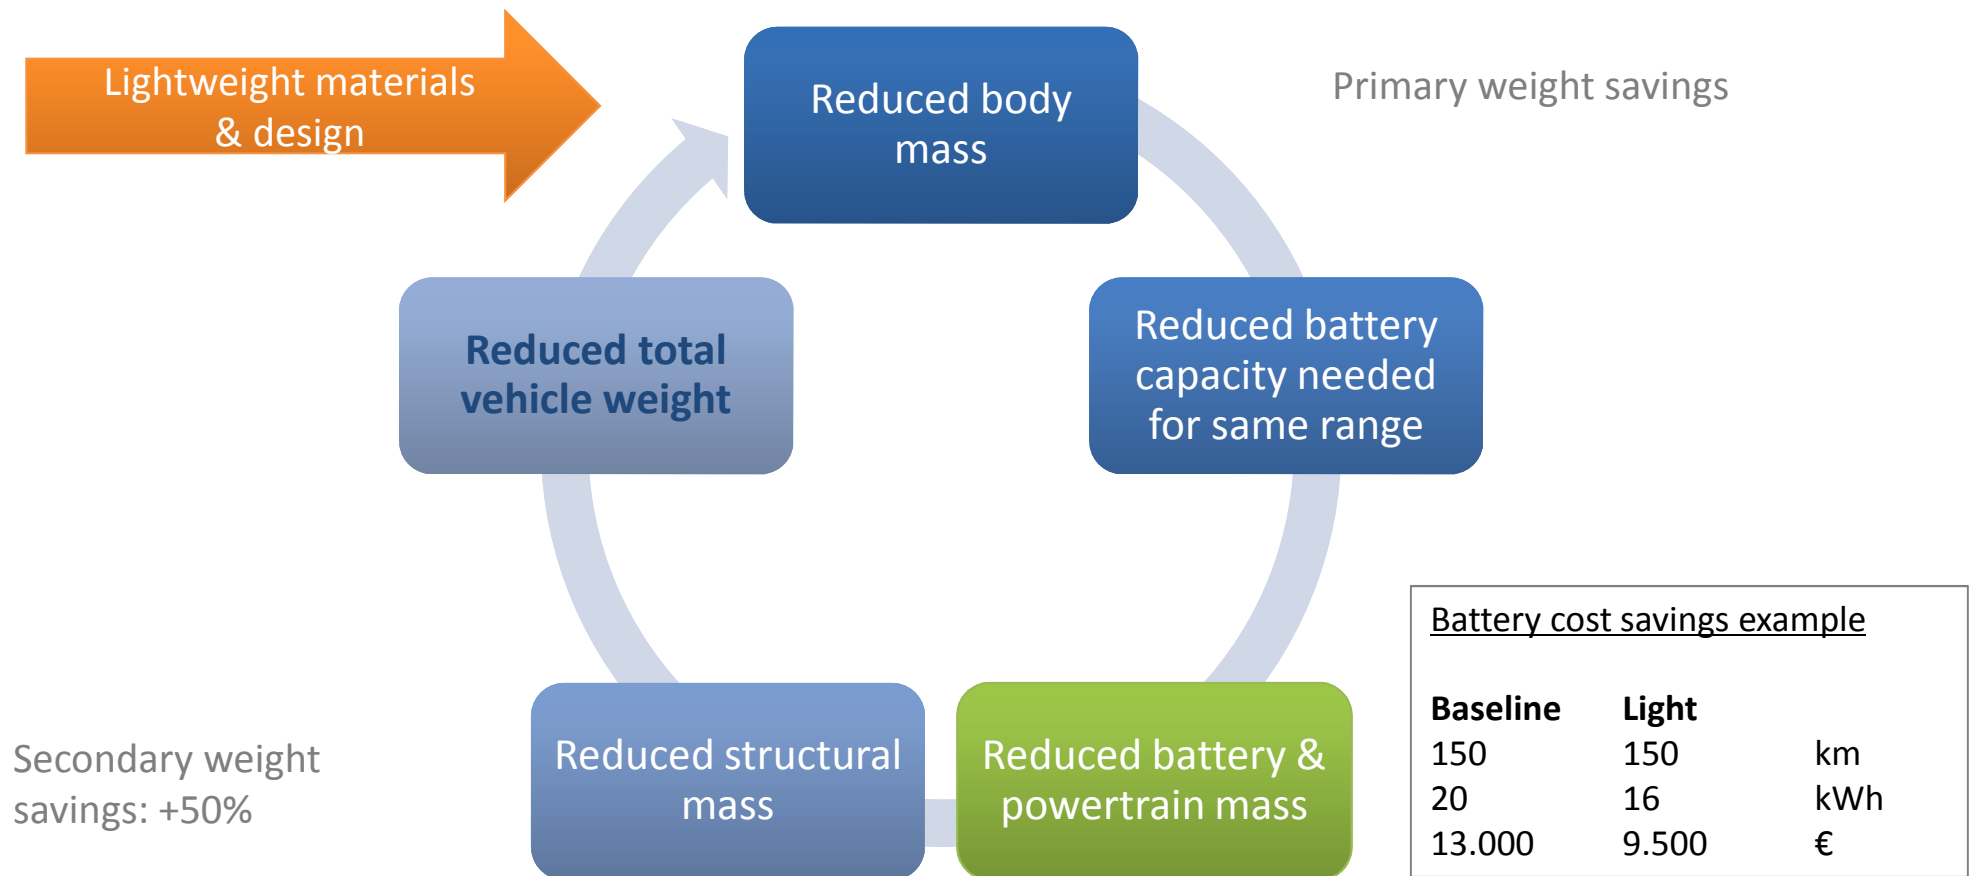 Lightweight materials
& design
Reduced body
mass
Primary weight savings
Reduced total
vehicle weight
Reduced battery
capacity needed
for same range
Secondary weight
savings: +50%
Reduced structural
mass
Reduced battery &
powertrain mass
Battery cost savings example
Baseline Light
150 150 km
20 16 kWh
13.000 9.500 €